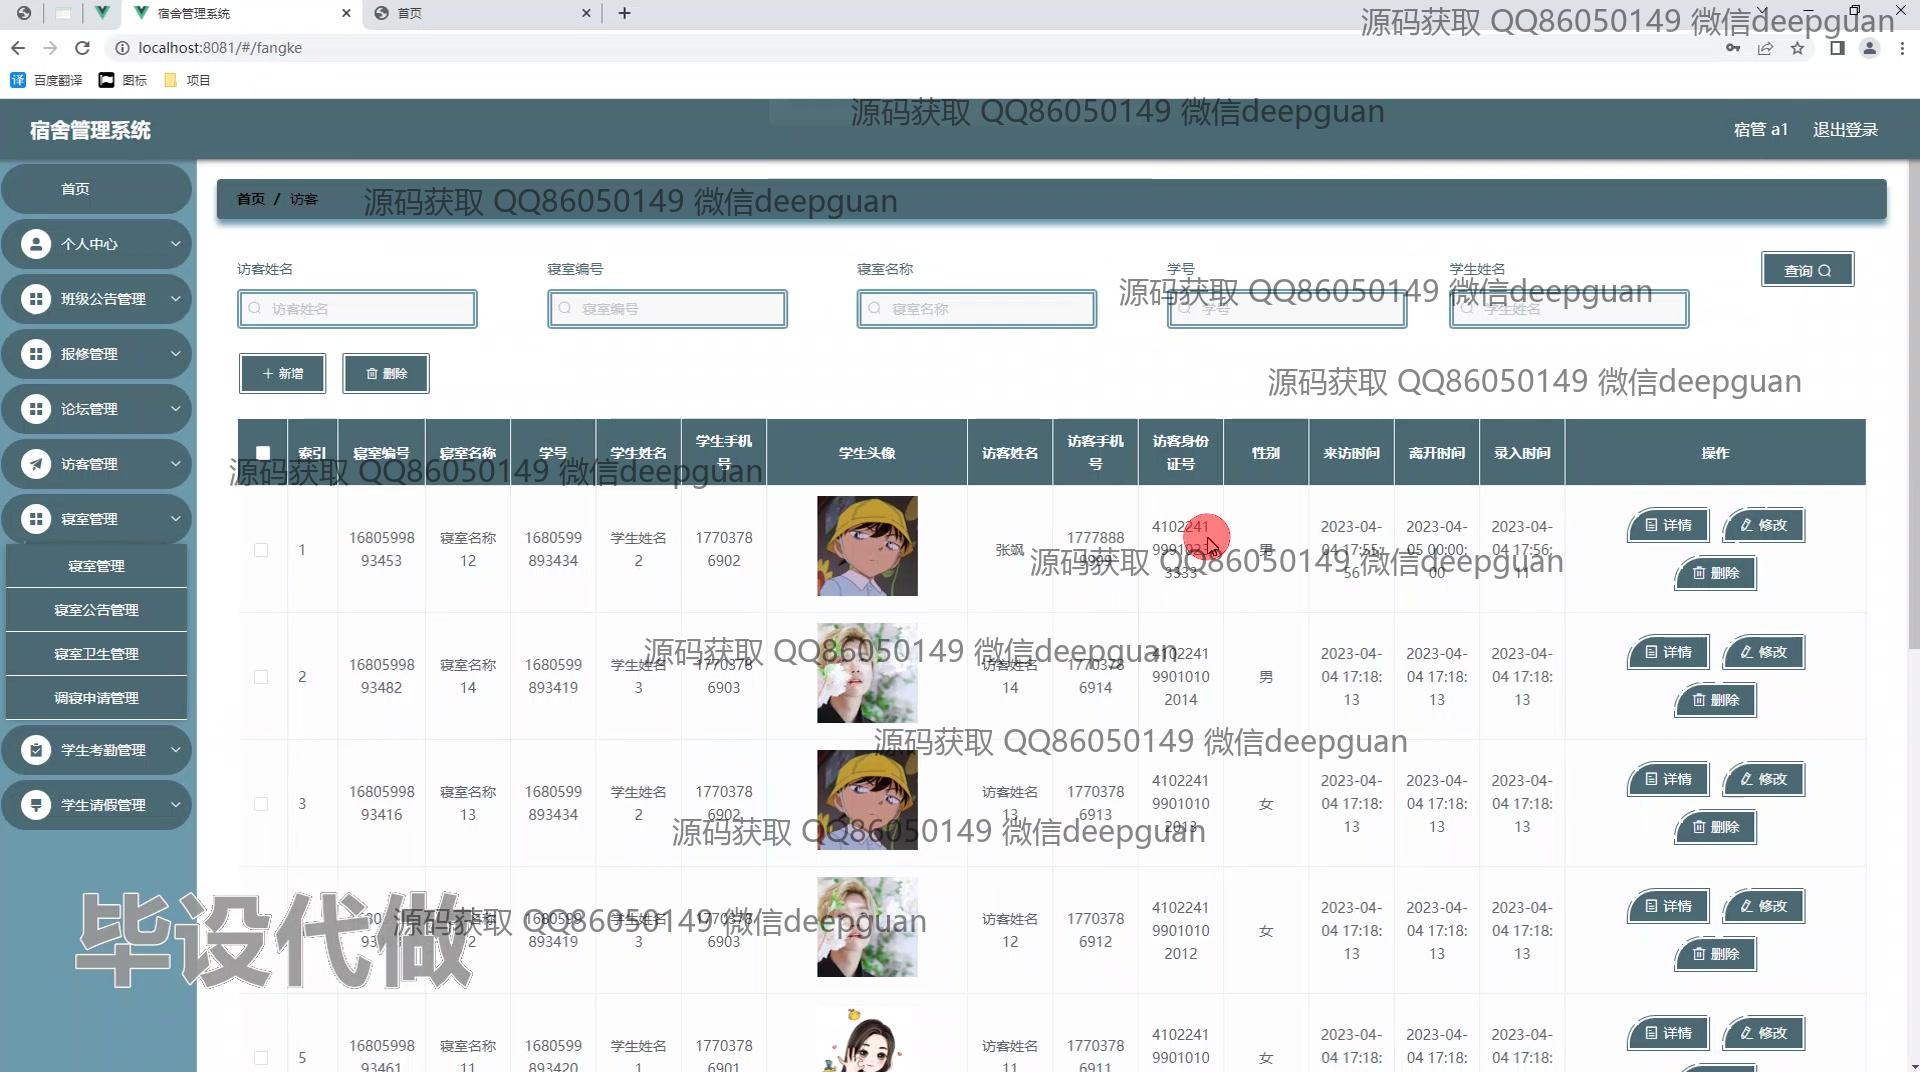 宿舍管理系统
首页
源码获取 QQ86050149 微信deepguan
localhost:8081/#/fangke
百度翻译
图标
项目
宿舍管理系统
源码获取 QQ86050149 微信deepguan
宿管 a1
退出登录
首页
个人中心
班级公告管理
报修管理
论坛管理
访客管理
寝室管理
寝室管理
寝室公告管理
寝室卫生管理
调寝申请管理
学生考勤管理
学生请假管理
首页 / 访客
源码获取 QQ86050149 微信deepguan
访客姓名 寝室编号 寝室名称 学号 学生姓名
查询
源码获取 QQ86050149 微信deepguan
访客姓名 寝室编号 寝室名称 学号 学生姓名
新增 删除
源码获取 QQ86050149 微信deepguan
索引 寝室编号 寝室名称 学号 学生姓名 学生手机号 学生头像 访客姓名 访客手机号 访客身份证号 性别 来访时间 离开时间 录入时间 操作
源码获取 QQ86050149 微信deepguan
1 1680599893453 寝室名称12 1680599893434 学生姓名2 17703786902 张飒 17778889999 男 2023-04-04 17:55:56 2023-04-05 00:00:00 2023-04-04 17:56:11 详情 修改 删除
源码获取 QQ86050149 微信deepguan
2 1680599893482 寝室名称14 1680599893419 学生姓名3 17703786903 访客姓名14 17703786914 410224199010102014 男 2023-04-04 17:18:13 2023-04-04 17:18:13 2023-04-04 17:18:13 详情 修改 删除
源码获取 QQ86050149 微信deepguan
源码获取 QQ86050149 微信deepguan
3 1680599893416 寝室名称13 1680599893434 学生姓名2 17703786902 访客姓名13 17703786913 410224199010102013 女 2023-04-04 17:18:13 2023-04-04 17:18:13 2023-04-04 17:18:13 详情 修改 删除
源码获取 QQ86050149 微信deepguan
1680599893419 学生姓名3 17703786903 访客姓名12 17703786912 410224199010102012 女 2023-04-04 17:18:13 2023-04-04 17:18:13 2023-04-04 17:18:13 详情 修改 删除
源码获取 QQ86050149 微信deepguan
毕设代做
5 1680599893461 寝室名称11 1680599893420 学生姓名1 17703786901 访客姓名11 17703786911 41022419901010 女 2023-04-04 17:18: 2023-04-04 17:18: 2023-04-04 17:18: 详情 修改